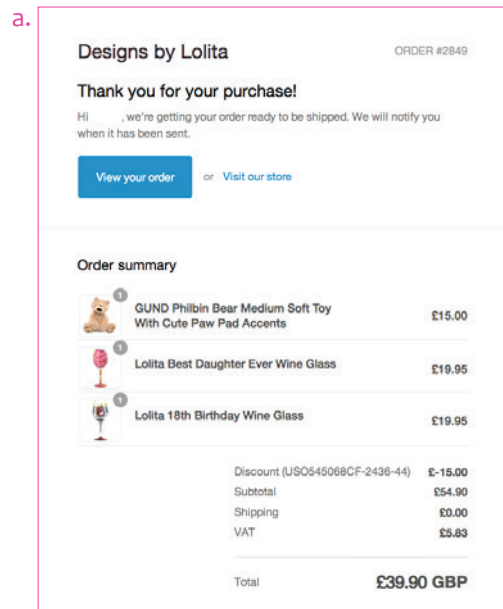 a.
Designs by Lolita
ORDER #2849
Thank you for your purchase!
Hi , we're getting your order ready to be shipped. We will notify you
when it has been sent.
View your order or Visit our store
Order summary
1
GUND Philbin Bear Medium Soft Toy
With Cute Paw Pad Accents
£15.00
1
Lolita Best Daughter Ever Wine Glass
£19.95
1
Lolita 18th Birthday Wine Glass
£19.95
Discount (USO545068CF-2436-44) £-15.00
Subtotal £54.90
Shipping £0.00
VAT £5.83
Total £39.90 GBP